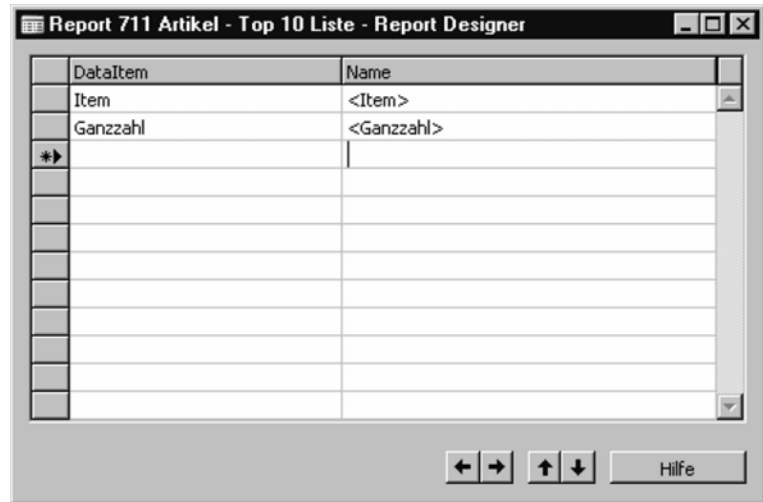 Report 711 Artikel - Top 10 Liste - Report Designer
DataItem Name
Item <Item>
Ganzzahl <Ganzzahl>
Hilfe